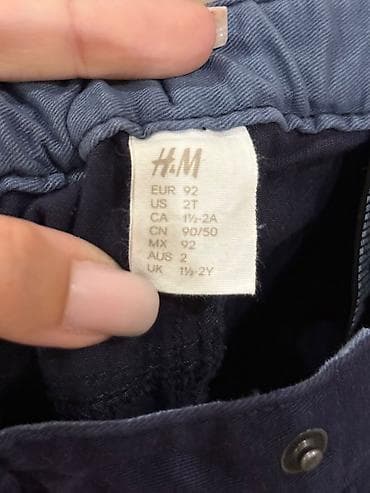 H&M
EUR 92
US 2T
CA 1½-2A
CN 90/50
MX 92
AUS 2
UK 1½-2Y